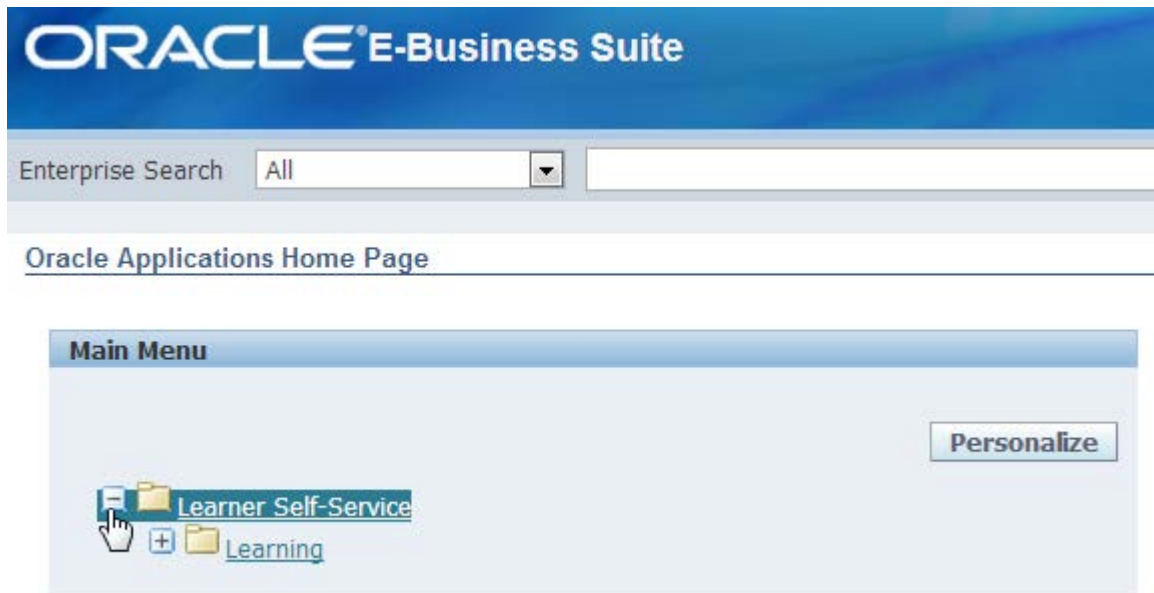 ORACLE E-Business Suite
Enterprise Search All
Oracle Applications Home Page
Main Menu
Personalize
Learner Self-Service
Learning